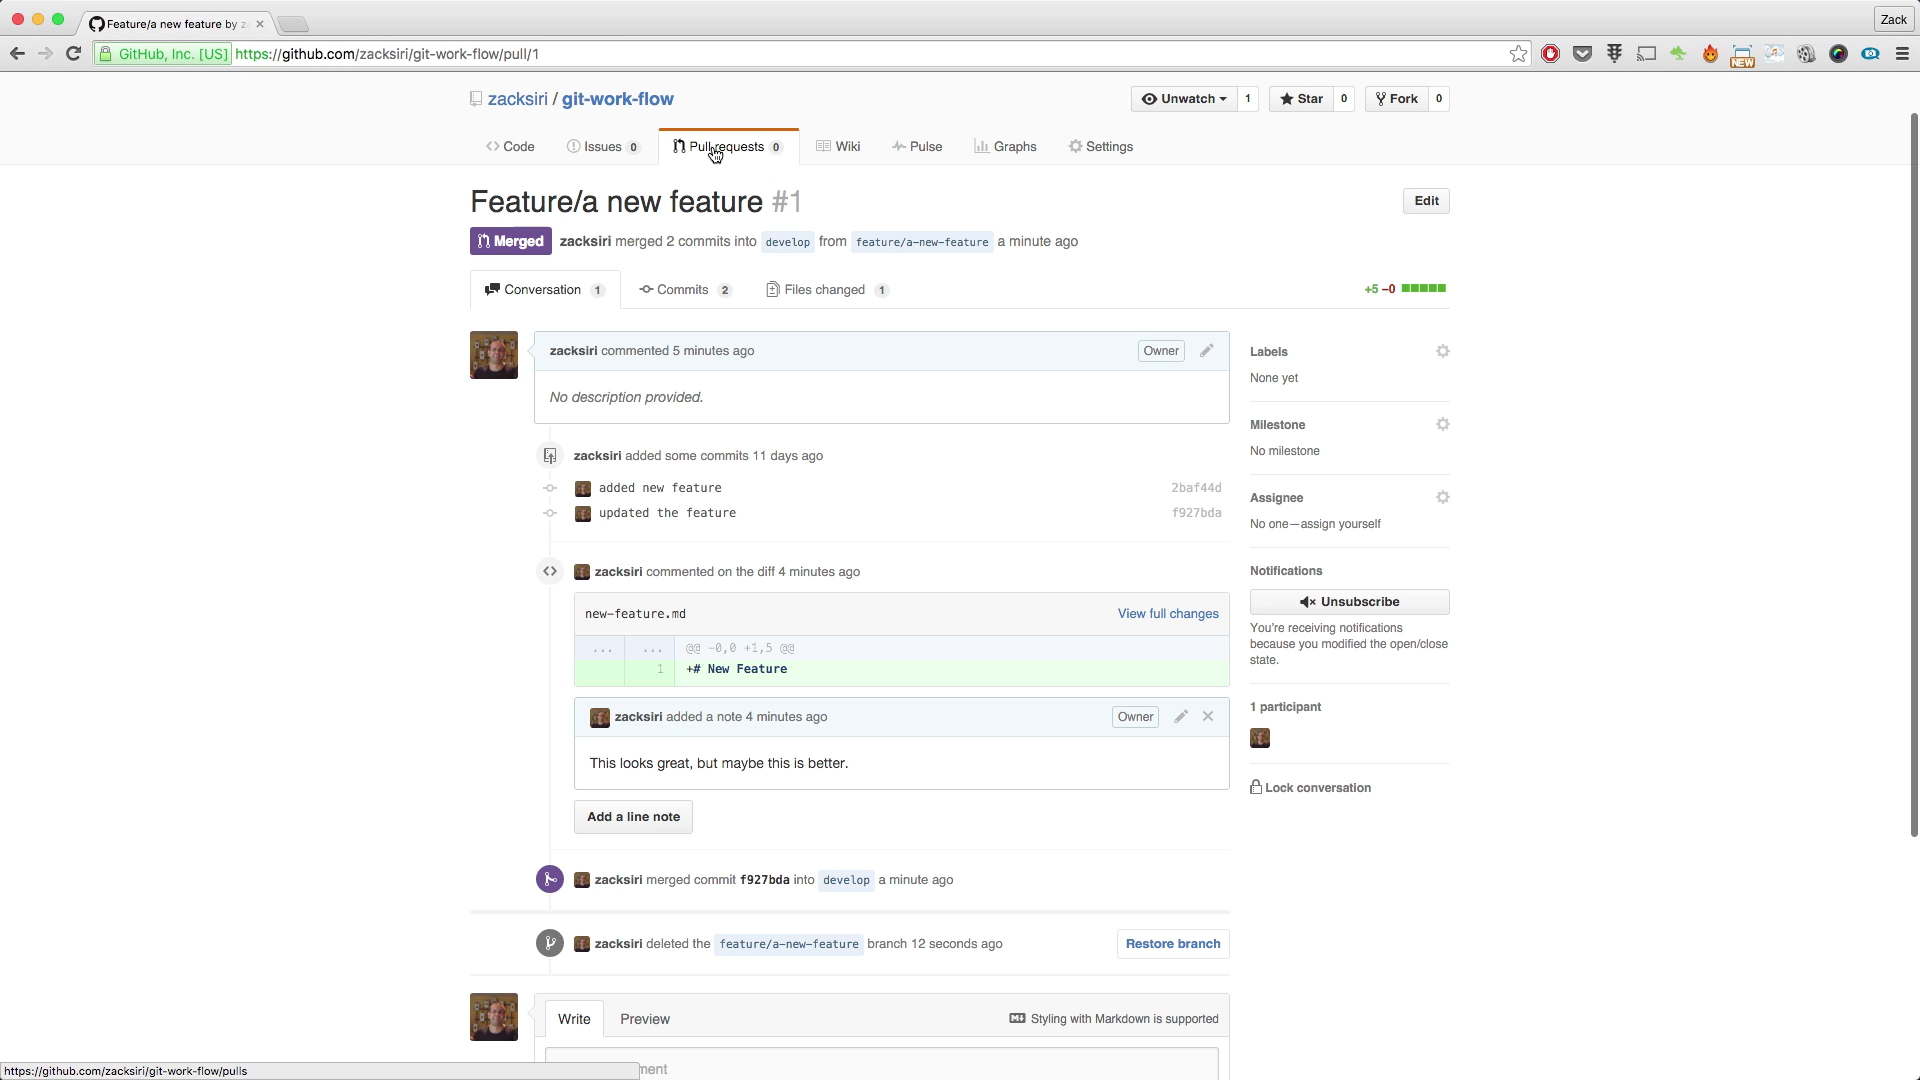 Feature/a new feature by z
Zack
GitHub, Inc. [US] https://github.com/zacksiri/git-work-flow/pull/1
NEW
zacksiri / git-work-flow
Unwatch 1 Star 0 Fork 0
Code Issues 0 Pull requests 0 Wiki Pulse Graphs Settings
Feature/a new feature #1
Edit
Merged zacksiri merged 2 commits into develop from feature/a-new-feature a minute ago
Conversation 1 Commits 2 Files changed 1 +5 −0
zacksiri commented 5 minutes ago Owner
No description provided.
zacksiri added some commits 11 days ago
added new feature 2baf44d
updated the feature f927bda
zacksiri commented on the diff 4 minutes ago
new-feature.md View full changes
... ... @@ -0,0 +1,5 @@
1 +# New Feature
zacksiri added a note 4 minutes ago Owner
This looks great, but maybe this is better.
Add a line note
zacksiri merged commit f927bda into develop a minute ago
zacksiri deleted the feature/a-new-feature branch 12 seconds ago Restore branch
Write Preview Styling with Markdown is supported
ment
Labels
None yet
Milestone
No milestone
Assignee
No one—assign yourself
Notifications
Unsubscribe
You're receiving notifications
because you modified the open/close
state.
1 participant
Lock conversation
https://github.com/zacksiri/git-work-flow/pulls